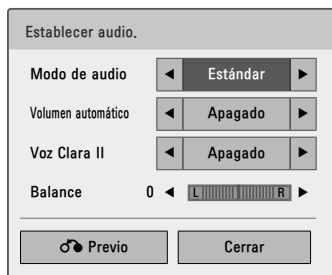 Establecer audio.
Modo de audio ◄ Estándar ►
Volumen automático ◄ Apagado ►
Voz Clara II ◄ Apagado ►
Balance 0 ◄ L R ►
Previo Cerrar